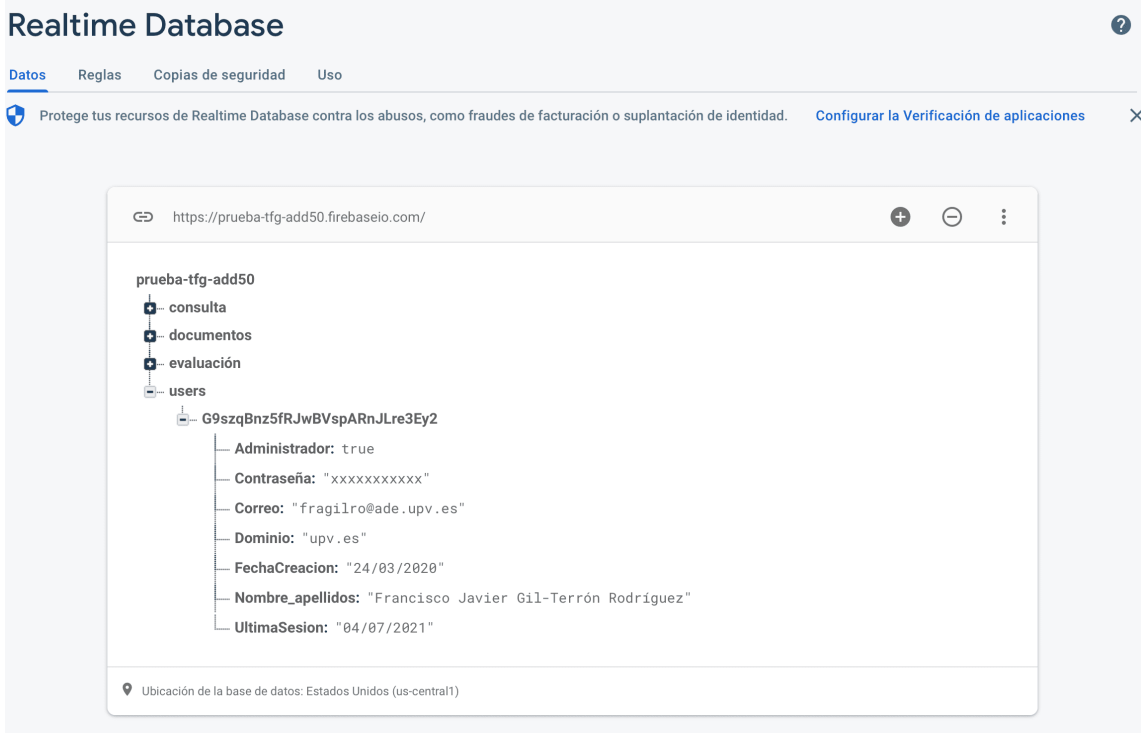 Realtime Database
Datos Reglas Copias de seguridad Uso
Protege tus recursos de Realtime Database contra los abusos, como fraudes de facturación o suplantación de identidad. Configurar la Verificación de aplicaciones
https://prueba-tfg-add50.firebaseio.com/
prueba-tfg-add50
consulta
documentos
evaluación
users
G9szqBnz5fRJwBVspARnJLre3Ey2
Administrador: true
Contraseña: "xxxxxxxxxxx"
Correo: "fragilro@ade.upv.es"
Dominio: "upv.es"
FechaCreacion: "24/03/2020"
Nombre_apellidos: "Francisco Javier Gil-Terrón Rodríguez"
UltimaSesion: "04/07/2021"
Ubicación de la base de datos: Estados Unidos (us-central1)